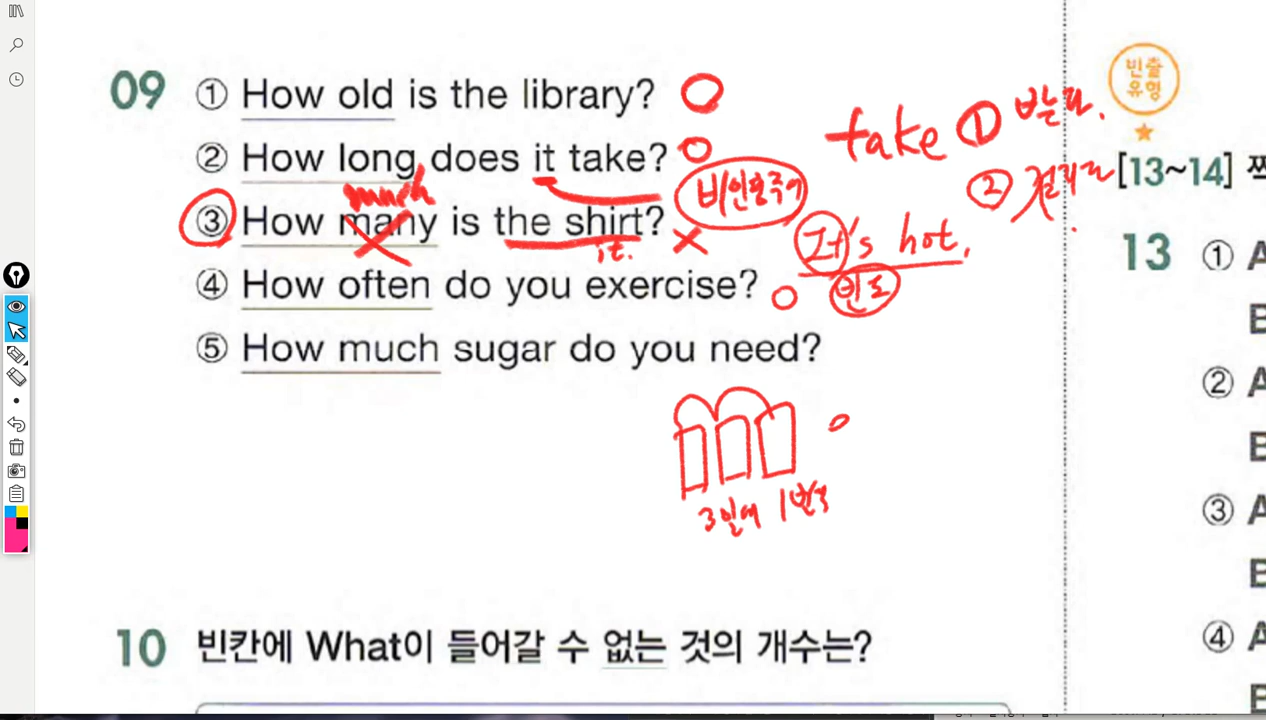 09 ① How old is the library?
② How long does it take?
much
③ How many is the shirt?
it.
④ How often do you exercise?
⑤ How much sugar do you need?
take ① 받다.
② 걸리다.
비인칭주어
It's hot.
빈도
3일에 1번씩
10 빈칸에 What이 들어갈 수 없는 것의 개수는?
빈출
유형
[13~14]
13 ① A
B
② A
B
③ A
B
④ A
B